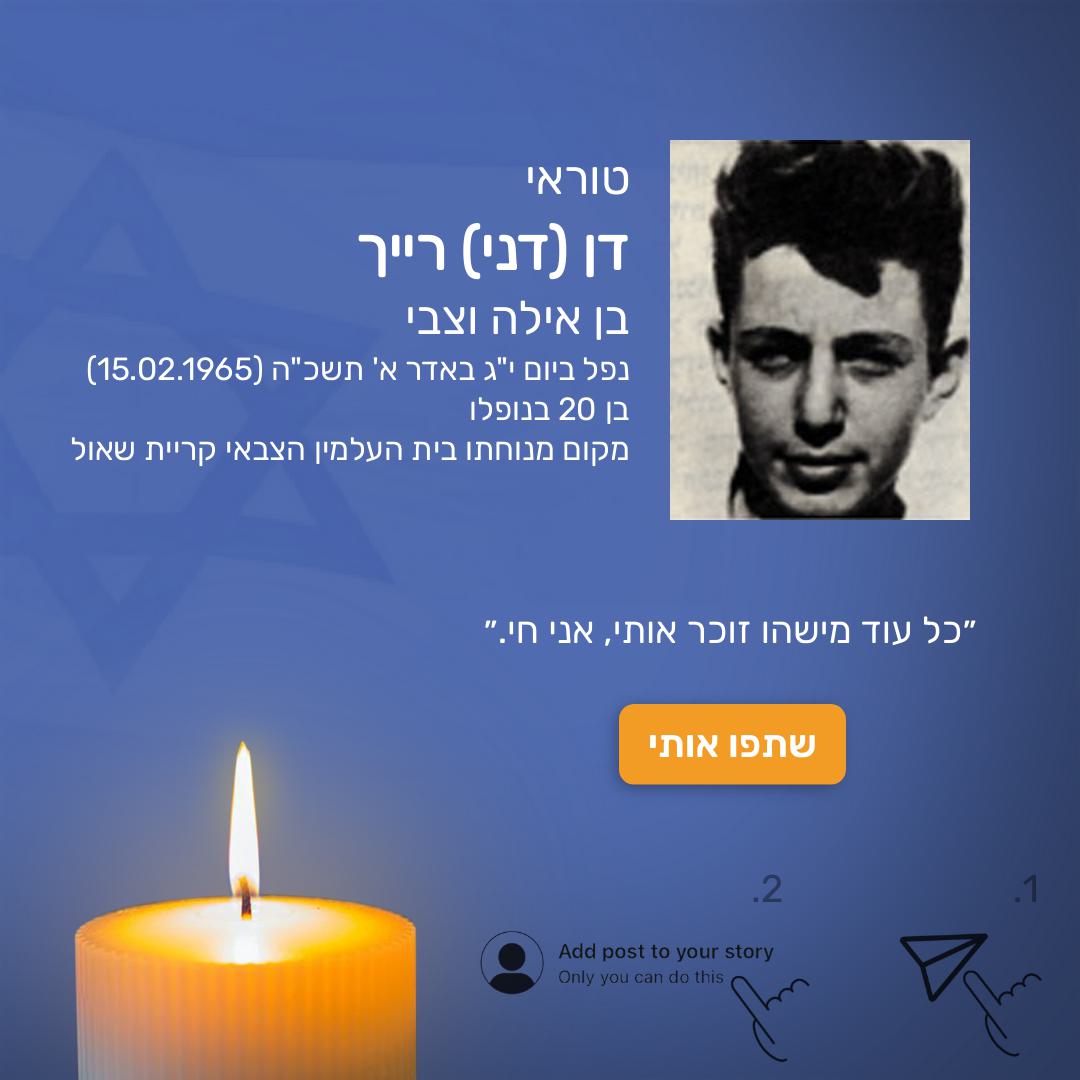 טוראי
דן (דני) רייך
בן אילה וצבי
נפל ביום י"ג באדר א' תשכ"ה (15.02.1965)
בן 20 בנופלו
מקום מנוחתו בית העלמין הצבאי קריית שאול
״כל עוד מישהו זוכר אותי, אני חי.״
שתפו אותי
.1
.2
Add post to your story
Only you can do this